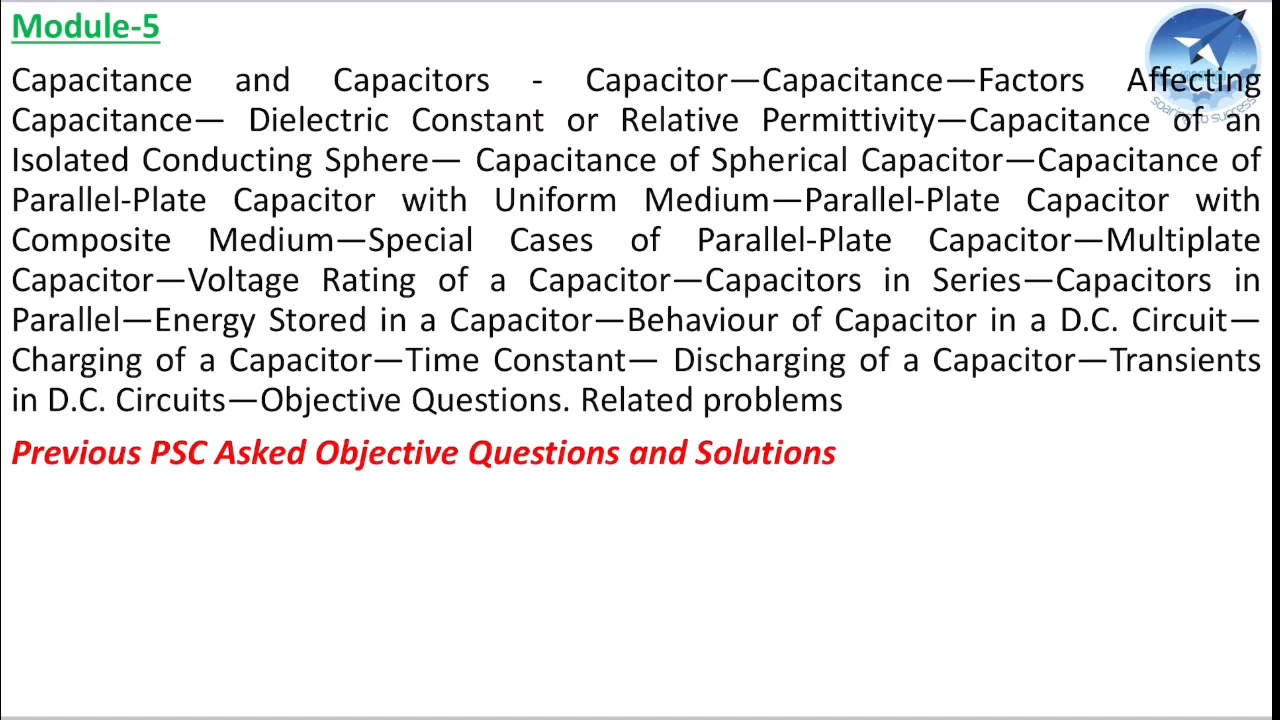 Module-5
Capacitance and Capacitors - Capacitor—Capacitance—Factors Affecting
Capacitance— Dielectric Constant or Relative Permittivity—Capacitance of an
Isolated Conducting Sphere— Capacitance of Spherical Capacitor—Capacitance of
Parallel-Plate Capacitor with Uniform Medium—Parallel-Plate Capacitor with
Composite Medium—Special Cases of Parallel-Plate Capacitor—Multiplate
Capacitor—Voltage Rating of a Capacitor—Capacitors in Series—Capacitors in
Parallel—Energy Stored in a Capacitor—Behaviour of Capacitor in a D.C. Circuit—
Charging of a Capacitor—Time Constant— Discharging of a Capacitor—Transients
in D.C. Circuits—Objective Questions. Related problems
Previous PSC Asked Objective Questions and Solutions
soaring to success